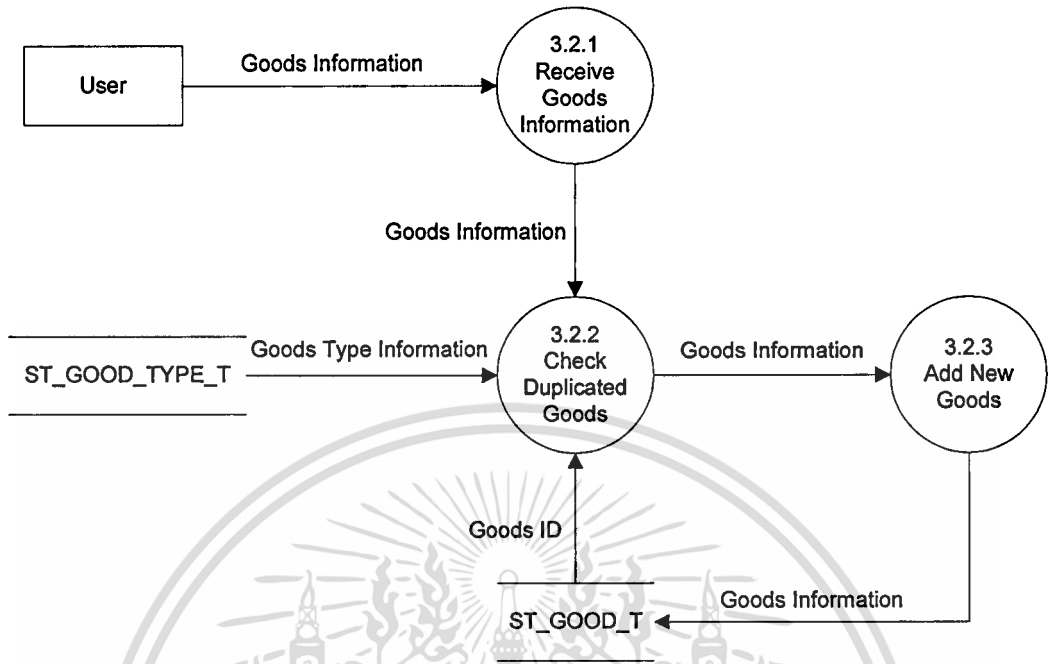 User
Goods Information
3.2.1
Receive
Goods
Information
Goods Information
ST_GOOD_TYPE_T
Goods Type Information
3.2.2
Check
Duplicated
Goods
Goods Information
3.2.3
Add New
Goods
Goods ID
ST_GOOD_T
Goods Information